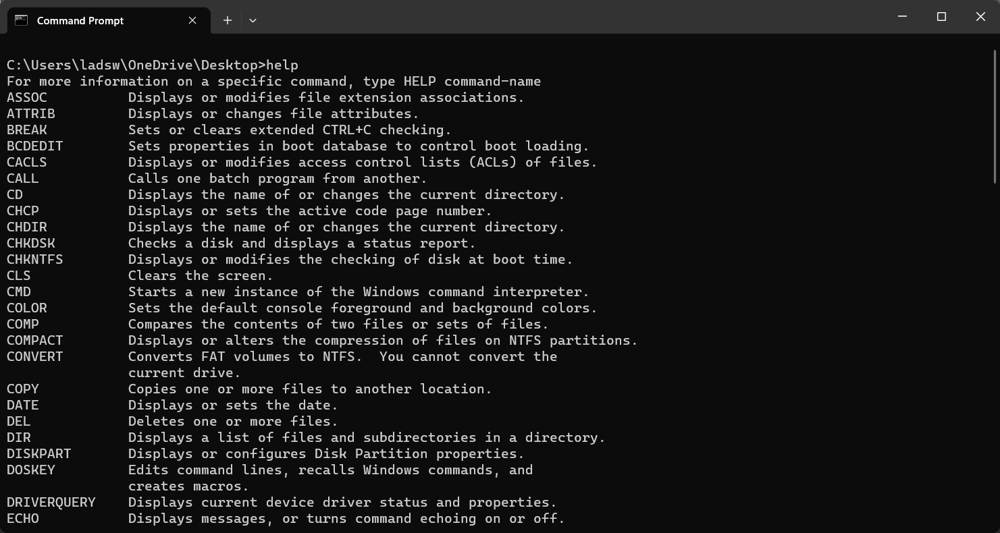 Command Prompt
C:\Users\ladsw\OneDrive\Desktop>help
For more information on a specific command, type HELP command-name
ASSOC          Displays or modifies file extension associations.
ATTRIB         Displays or changes file attributes.
BREAK          Sets or clears extended CTRL+C checking.
BCDEDIT        Sets properties in boot database to control boot loading.
CACLS          Displays or modifies access control lists (ACLs) of files.
CALL           Calls one batch program from another.
CD             Displays the name of or changes the current directory.
CHCP           Displays or sets the active code page number.
CHDIR          Displays the name of or changes the current directory.
CHKDSK         Checks a disk and displays a status report.
CHKNTFS        Displays or modifies the checking of disk at boot time.
CLS            Clears the screen.
CMD            Starts a new instance of the Windows command interpreter.
COLOR          Sets the default console foreground and background colors.
COMP           Compares the contents of two files or sets of files.
COMPACT        Displays or alters the compression of files on NTFS partitions.
CONVERT        Converts FAT volumes to NTFS.  You cannot convert the
               current drive.
COPY           Copies one or more files to another location.
DATE           Displays or sets the date.
DEL            Deletes one or more files.
DIR            Displays a list of files and subdirectories in a directory.
DISKPART       Displays or configures Disk Partition properties.
DOSKEY         Edits command lines, recalls Windows commands, and
               creates macros.
DRIVERQUERY    Displays current device driver status and properties.
ECHO           Displays messages, or turns command echoing on or off.